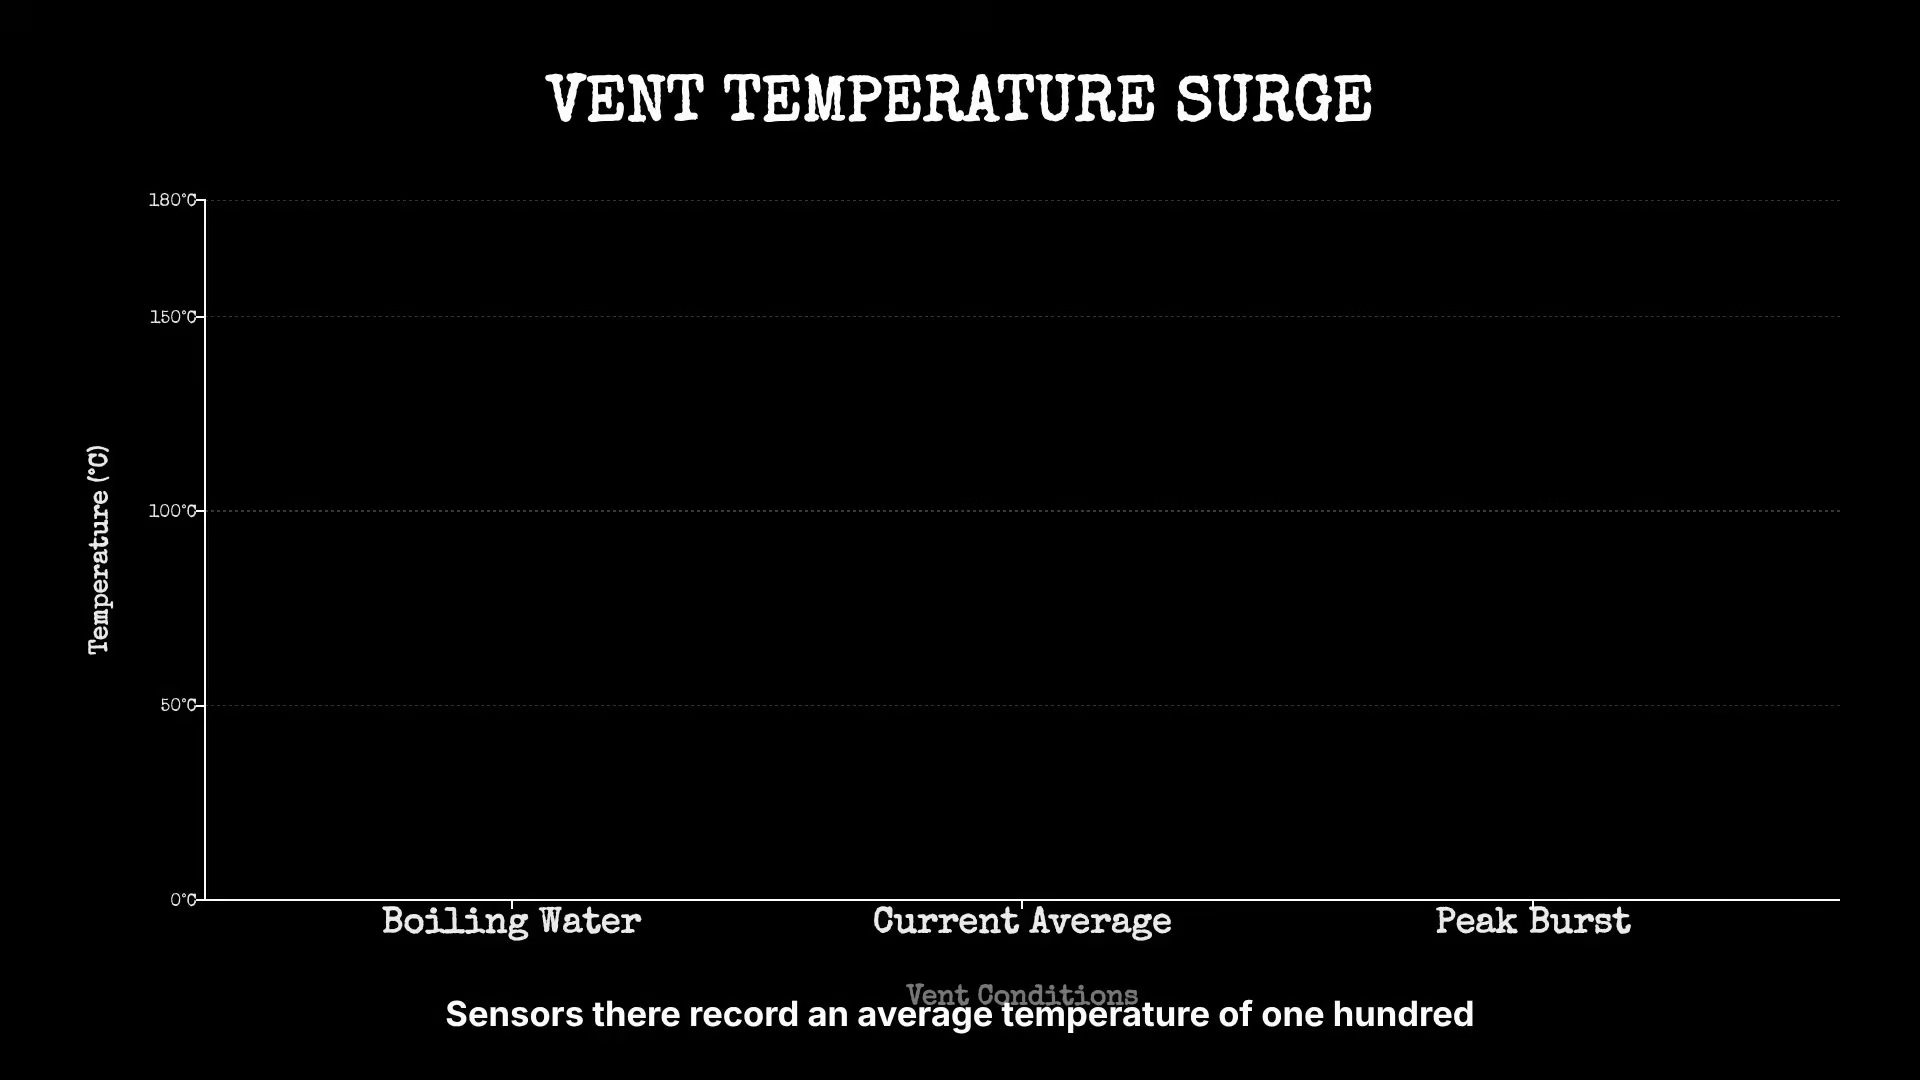 VENT TEMPERATURE SURGE
180°C
150°C
100°C
50°C
0°C
Temperature (°C)
Boiling Water
Current Average
Peak Burst
Vent Conditions
Sensors there record an average temperature of one hundred